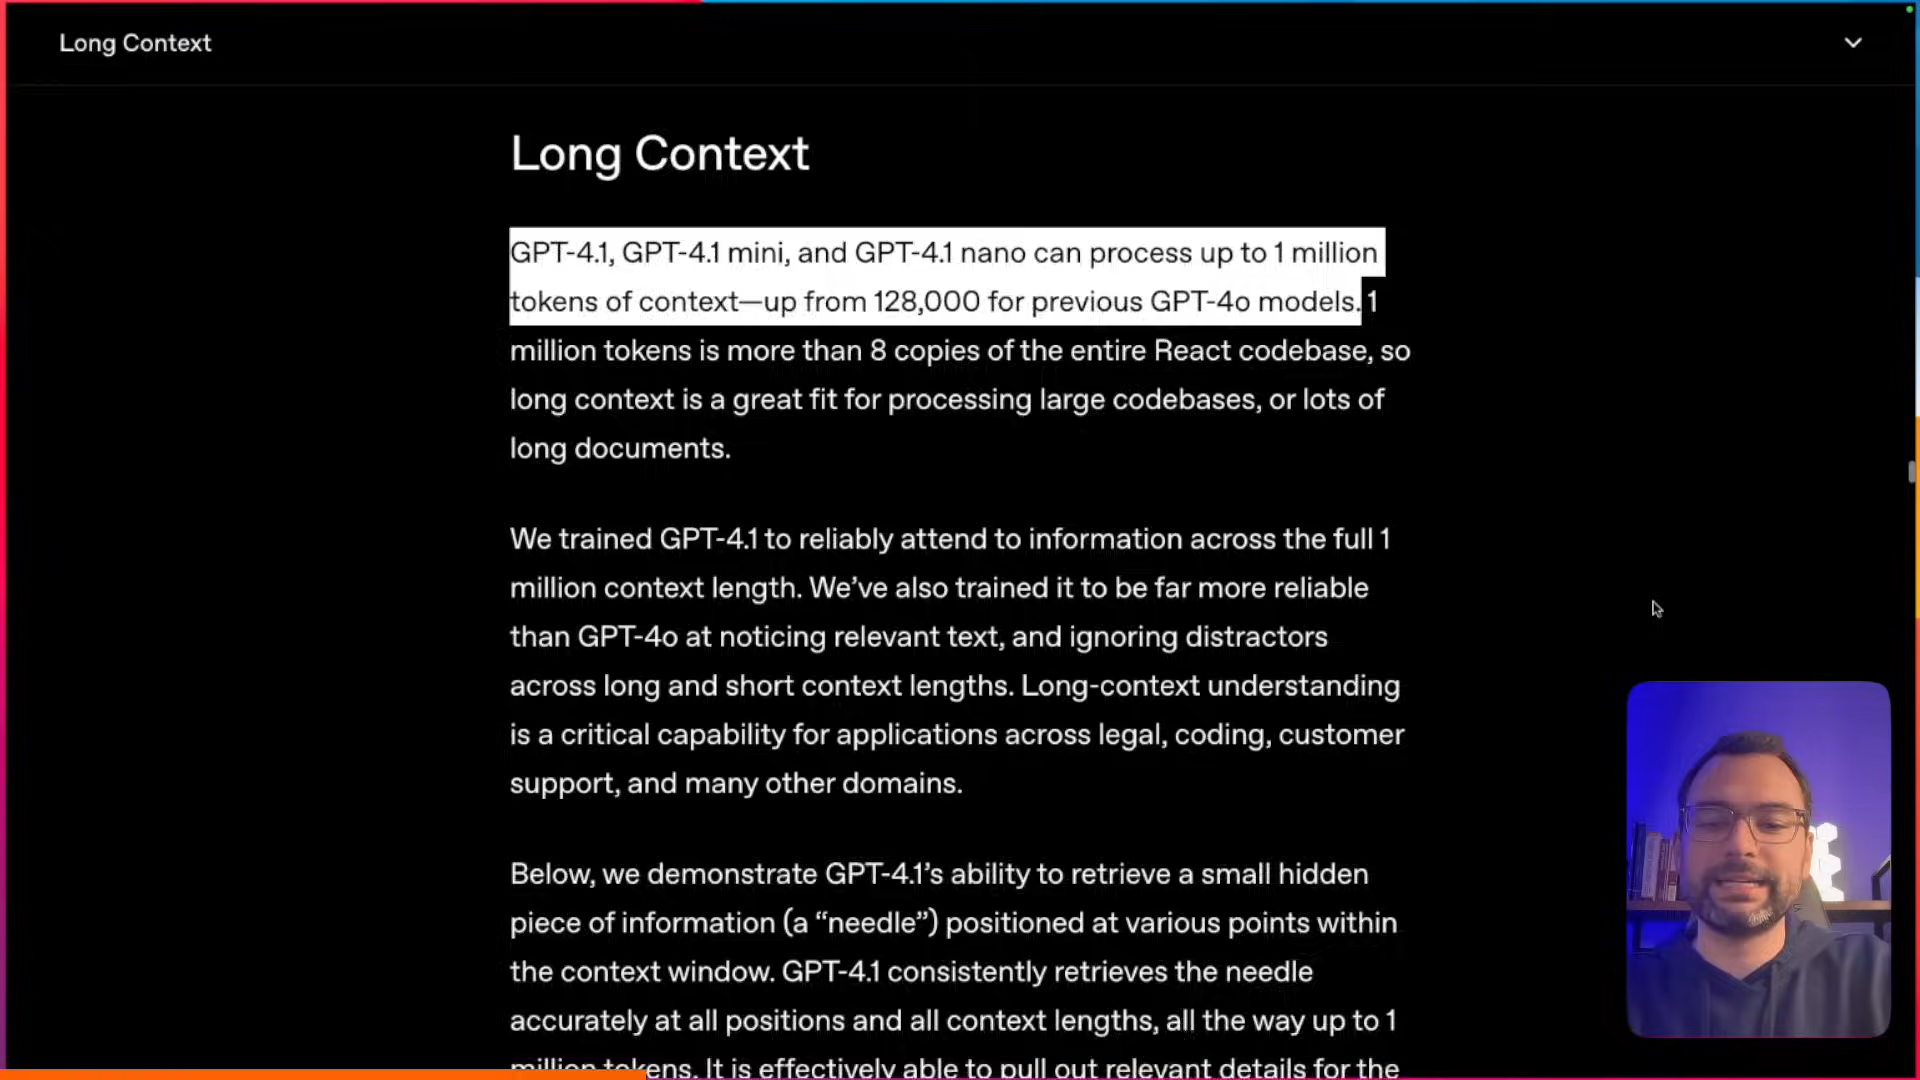 Long Context
Long Context
GPT-4.1, GPT-4.1 mini, and GPT-4.1 nano can process up to 1 million
tokens of context—up from 128,000 for previous GPT-4o models. 1
million tokens is more than 8 copies of the entire React codebase, so
long context is a great fit for processing large codebases, or lots of
long documents.
We trained GPT-4.1 to reliably attend to information across the full 1
million context length. We’ve also trained it to be far more reliable
than GPT-4o at noticing relevant text, and ignoring distractors
across long and short context lengths. Long-context understanding
is a critical capability for applications across legal, coding, customer
support, and many other domains.
Below, we demonstrate GPT-4.1’s ability to retrieve a small hidden
piece of information (a “needle”) positioned at various points within
the context window. GPT-4.1 consistently retrieves the needle
accurately at all positions and all context lengths, all the way up to 1
million tokens. It is effectively able to pull out relevant details for the